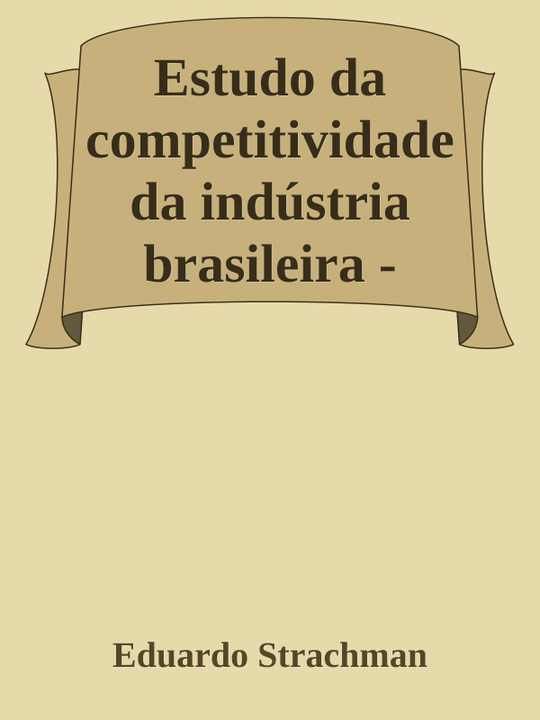 Estudo da
competitividade
da indústria
brasileira -
Eduardo Strachman